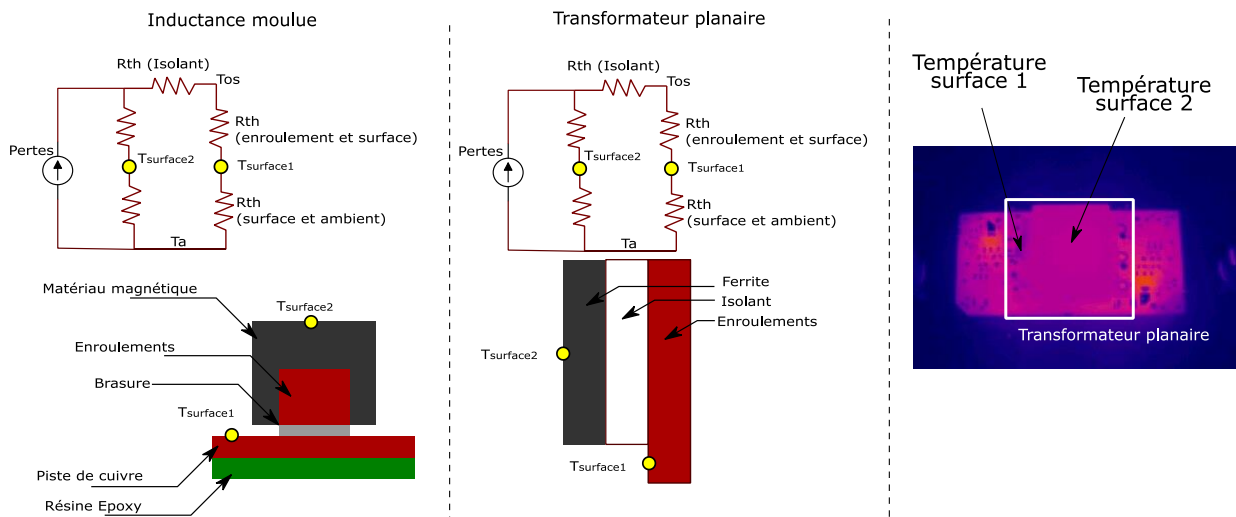 Inductance moulue
Rth (Isolant)
Tos
Rth
(enroulement et surface)
Pertes
Tsurface2
Tsurface1
Rth
(surface et ambient)
Ta
Matériau magnétique
Tsurface2
Enroulements
Brasure
Tsurface1
Piste de cuivre
Résine Epoxy
Transformateur planaire
Rth (Isolant)
Tos
Rth
(enroulement et surface)
Pertes
Tsurface2
Tsurface1
Rth
(surface et ambient)
Ta
Ferrite
Isolant
Enroulements
Tsurface2
Tsurface1
Température
surface 1
Température
surface 2
Transformateur planaire